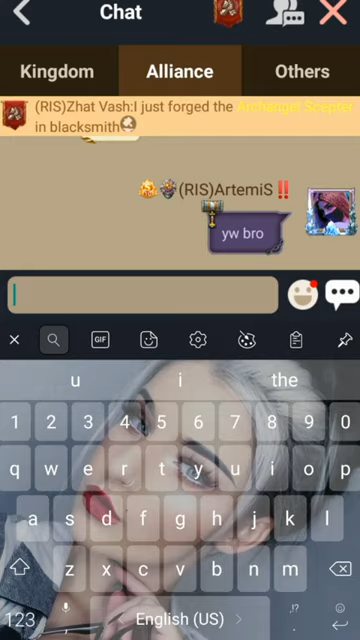 Chat
Kingdom
Alliance
Others
(RIS)Zhat Vash:I just forged the Archangel Scepter
in blacksmith
(RIS)ArtemiS‼️
yw bro
GIF
u i the
1 2 3 4 5 6 7 8 9 0
q w e r t y u i o p
a s d f g h j k l
z x c v b n m
123 English (US) ,!?